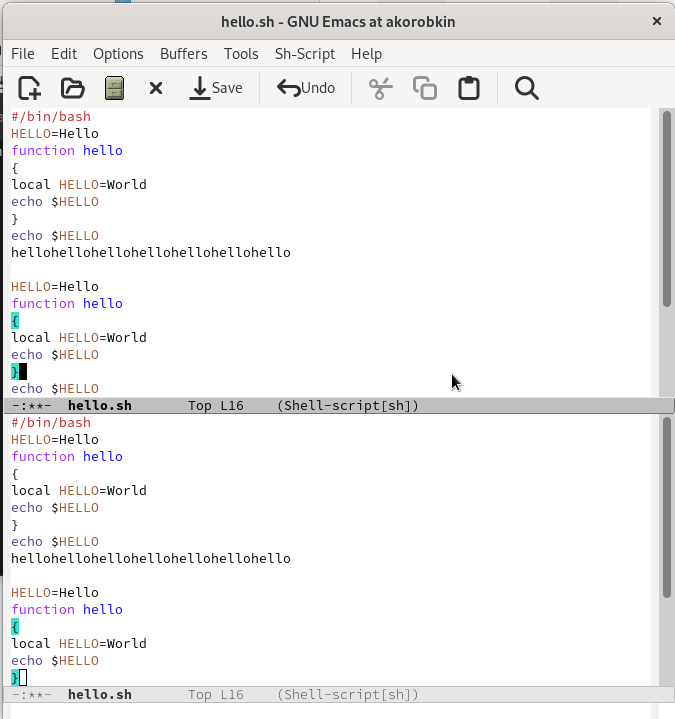 hello.sh - GNU Emacs at akorobkin
File Edit Options Buffers Tools Sh-Script Help
Save Undo
#/bin/bash
HELLO=Hello
function hello
{
local HELLO=World
echo $HELLO
}
echo $HELLO
hellohellohellohellohellohellohello

HELLO=Hello
function hello
{
local HELLO=World
echo $HELLO
}
echo $HELLO
-:**- hello.sh Top L16 (Shell-script[sh])
#/bin/bash
HELLO=Hello
function hello
{
local HELLO=World
echo $HELLO
}
echo $HELLO
hellohellohellohellohellohellohello

HELLO=Hello
function hello
{
local HELLO=World
echo $HELLO
}
-:**- hello.sh Top L16 (Shell-script[sh])